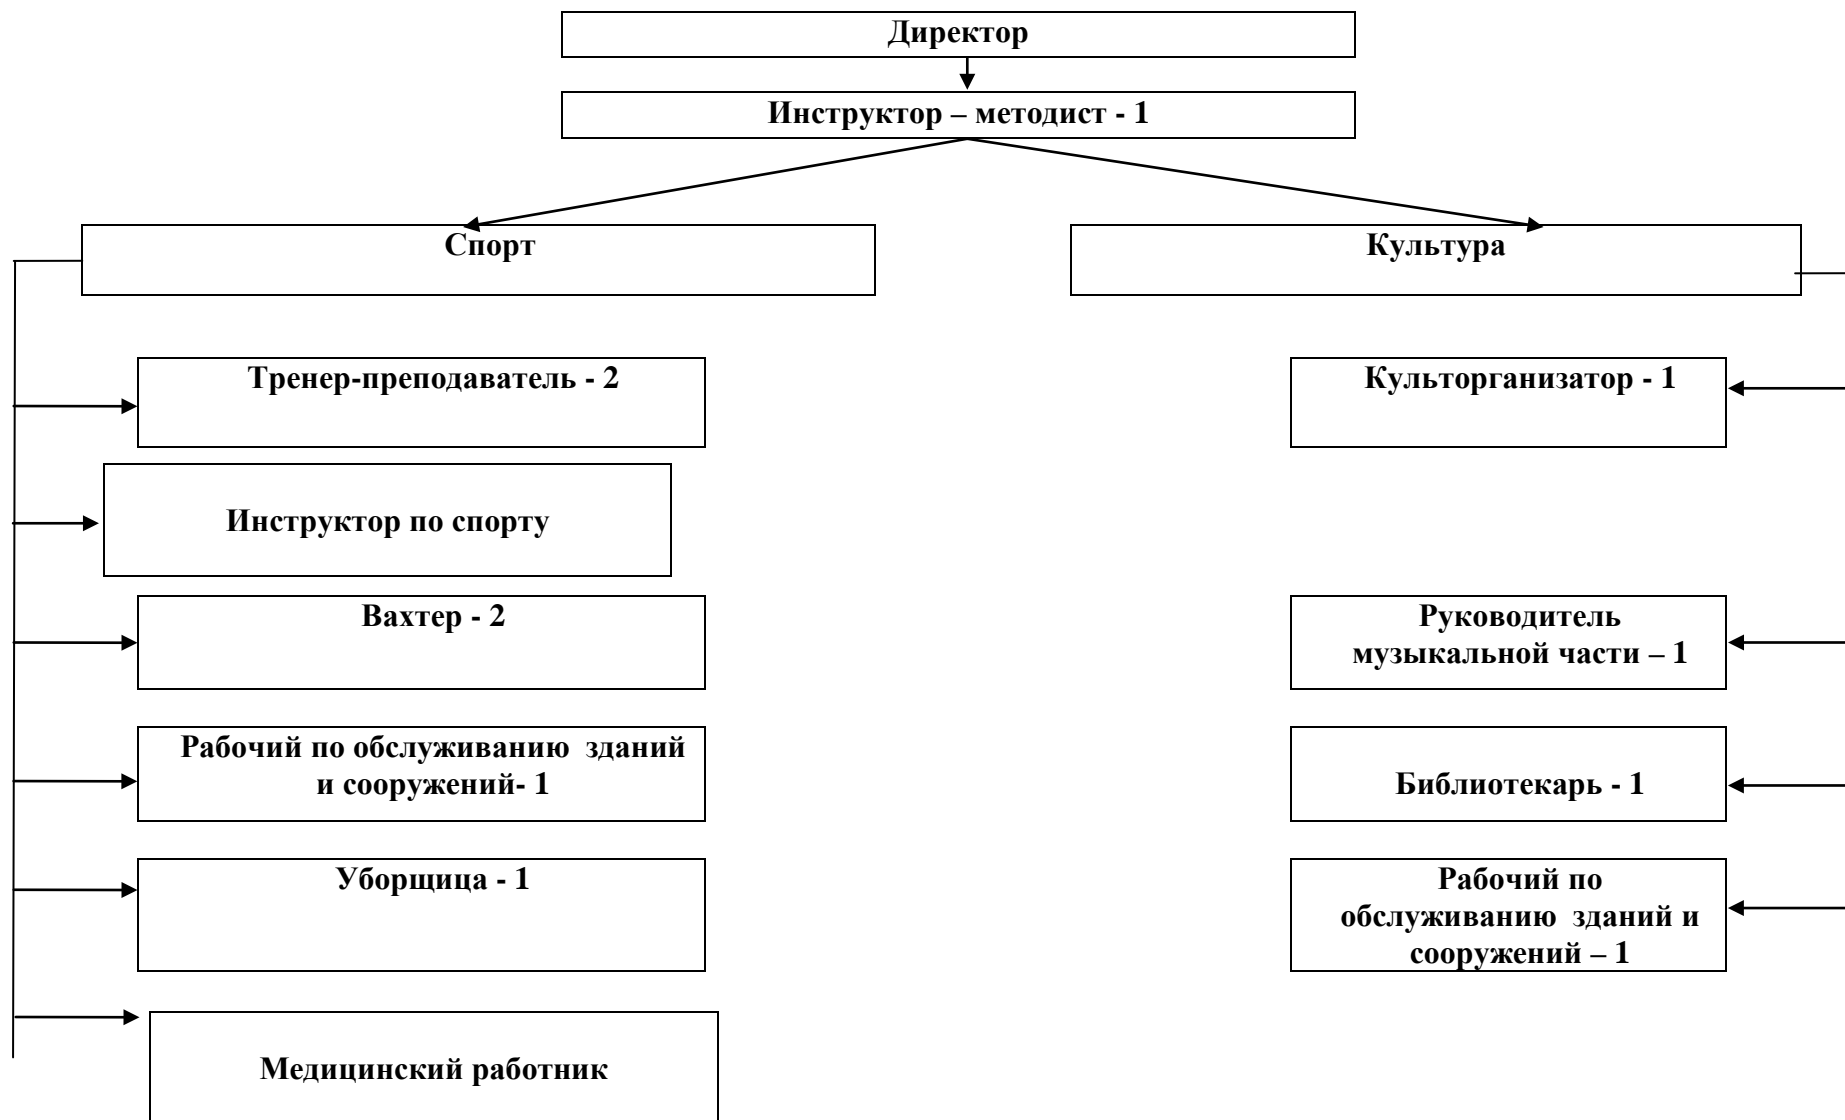 Директор
Инструктор – методист - 1
Спорт
Культура
Тренер-преподаватель - 2
Культорганизатор - 1
Инструктор по спорту
Вахтер - 2
Руководитель
музыкальной части – 1
Рабочий по обслуживанию  зданий
и сооружений- 1
Библиотекарь - 1
Уборщица - 1
Рабочий по
обслуживанию  зданий и
сооружений – 1
Медицинский работник